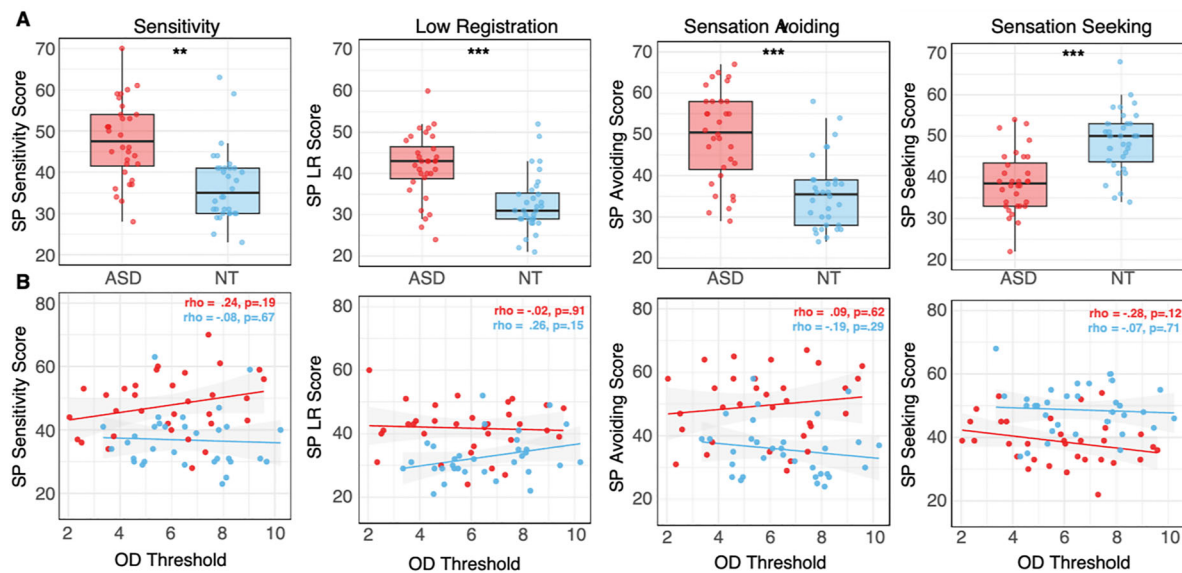 A
Sensitivity
Low Registration
Sensation Avoiding
Sensation Seeking
SP Sensitivity Score
70
60
50
40
30
20
**
ASD
NT
SP LR Score
70
60
50
40
30
20
***
ASD
NT
SP Avoiding Score
70
60
50
40
30
20
***
ASD
NT
SP Seeking Score
70
60
50
40
30
20
***
ASD
NT
B
SP Sensitivity Score
80
60
40
20
rho = .24, p=.19
rho = -.08, p=.67
2 4 6 8 10
OD Threshold
SP LR Score
80
60
40
20
rho = -.02, p=.91
rho = .26, p=.15
2 4 6 8 10
OD Threshold
SP Avoiding Score
80
60
40
20
rho = .09, p=.62
rho = -.19, p=.29
2 4 6 8 10
OD Threshold
SP Seeking Score
80
60
40
20
rho = -.28, p=.12
rho = -.07, p=.71
2 4 6 8 10
OD Threshold